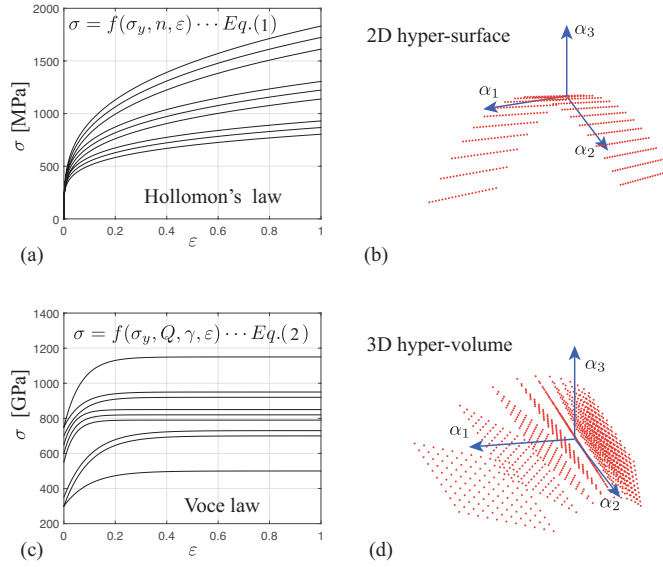 σ = f(σ_y, n, ε) ⋯ Eq.(1)
2000
1500
1000
500
0
σ [MPa]
Hollomon's law
0
0.2
0.4
0.6
0.8
1
ε
(a)
2D hyper-surface
α₃
α₁
α₂
(b)
σ = f(σ_y, Q, γ, ε) ⋯ Eq.(2)
1400
1200
1000
800
600
400
200
σ [GPa]
Voce law
0
0.2
0.4
0.6
0.8
1
ε
(c)
3D hyper-volume
α₃
α₁
α₂
(d)